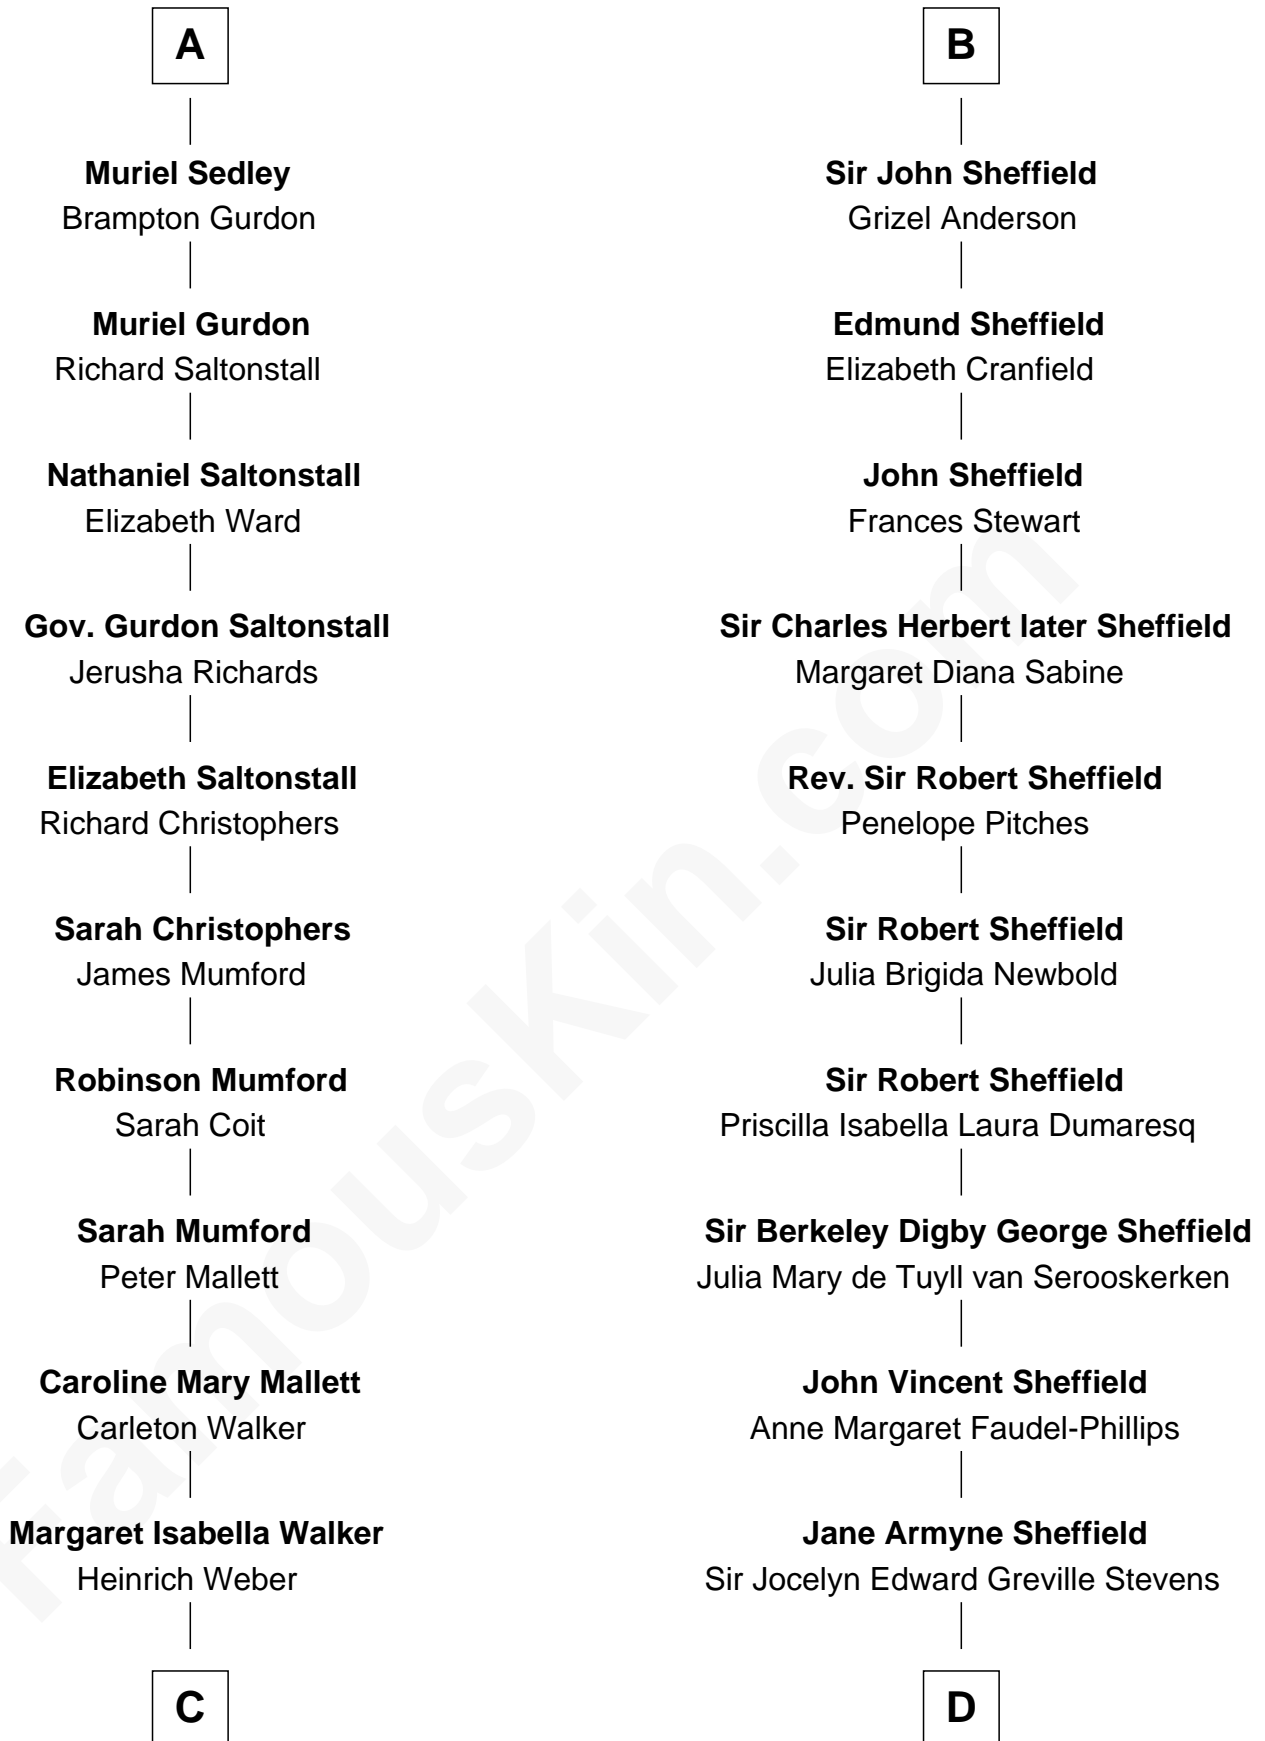 A
Muriel Sedley
Brampton Gurdon
Muriel Gurdon
Richard Saltonstall
Nathaniel Saltonstall
Elizabeth Ward
Gov. Gurdon Saltonstall
Jerusha Richards
Elizabeth Saltonstall
Richard Christophers
Sarah Christophers
James Mumford
Robinson Mumford
Sarah Coit
Sarah Mumford
Peter Mallett
Caroline Mary Mallett
Carleton Walker
Margaret Isabella Walker
Heinrich Weber
C
B
Sir John Sheffield
Grizel Anderson
Edmund Sheffield
Elizabeth Cranfield
John Sheffield
Frances Stewart
Sir Charles Herbert later Sheffield
Margaret Diana Sabine
Rev. Sir Robert Sheffield
Penelope Pitches
Sir Robert Sheffield
Julia Brigida Newbold
Sir Robert Sheffield
Priscilla Isabella Laura Dumaresq
Sir Berkeley Digby George Sheffield
Julia Mary de Tuyll van Serooskerken
John Vincent Sheffield
Anne Margaret Faudel-Phillips
Jane Armyne Sheffield
Sir Jocelyn Edward Greville Stevens
D
FamousKin.com